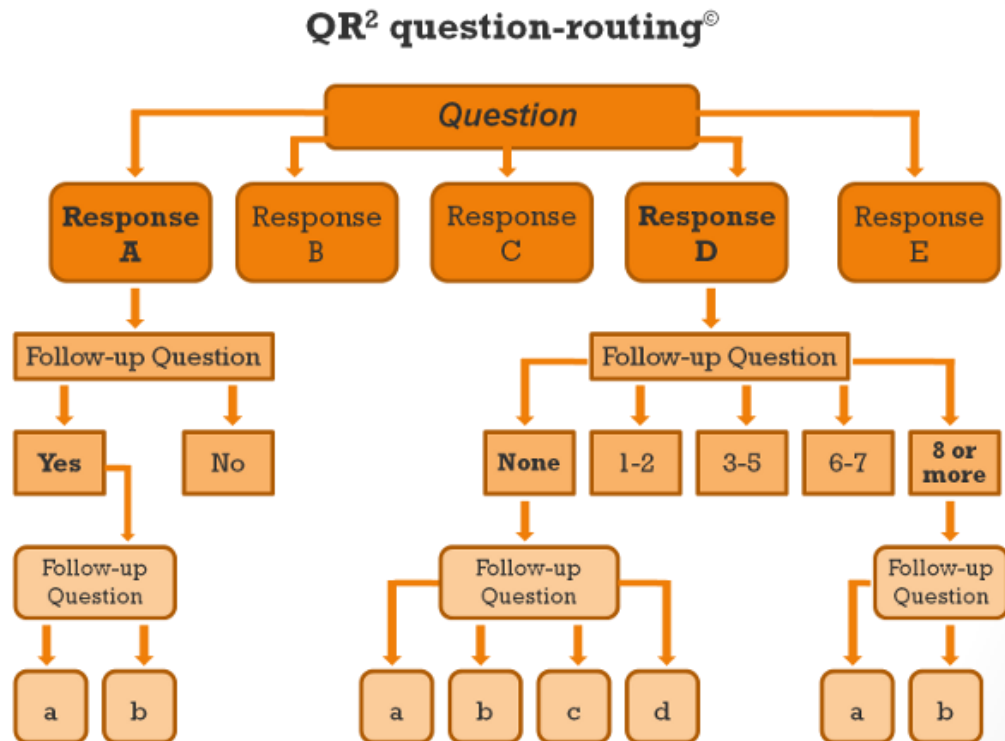 QR² question-routing©
Question
Response
A
Response
B
Response
C
Response
D
Response
E
Follow-up Question
Follow-up Question
Yes
No
None
1-2
3-5
6-7
8 or
more
Follow-up
Question
Follow-up
Question
Follow-up
Question
a
b
a
b
c
d
a
b